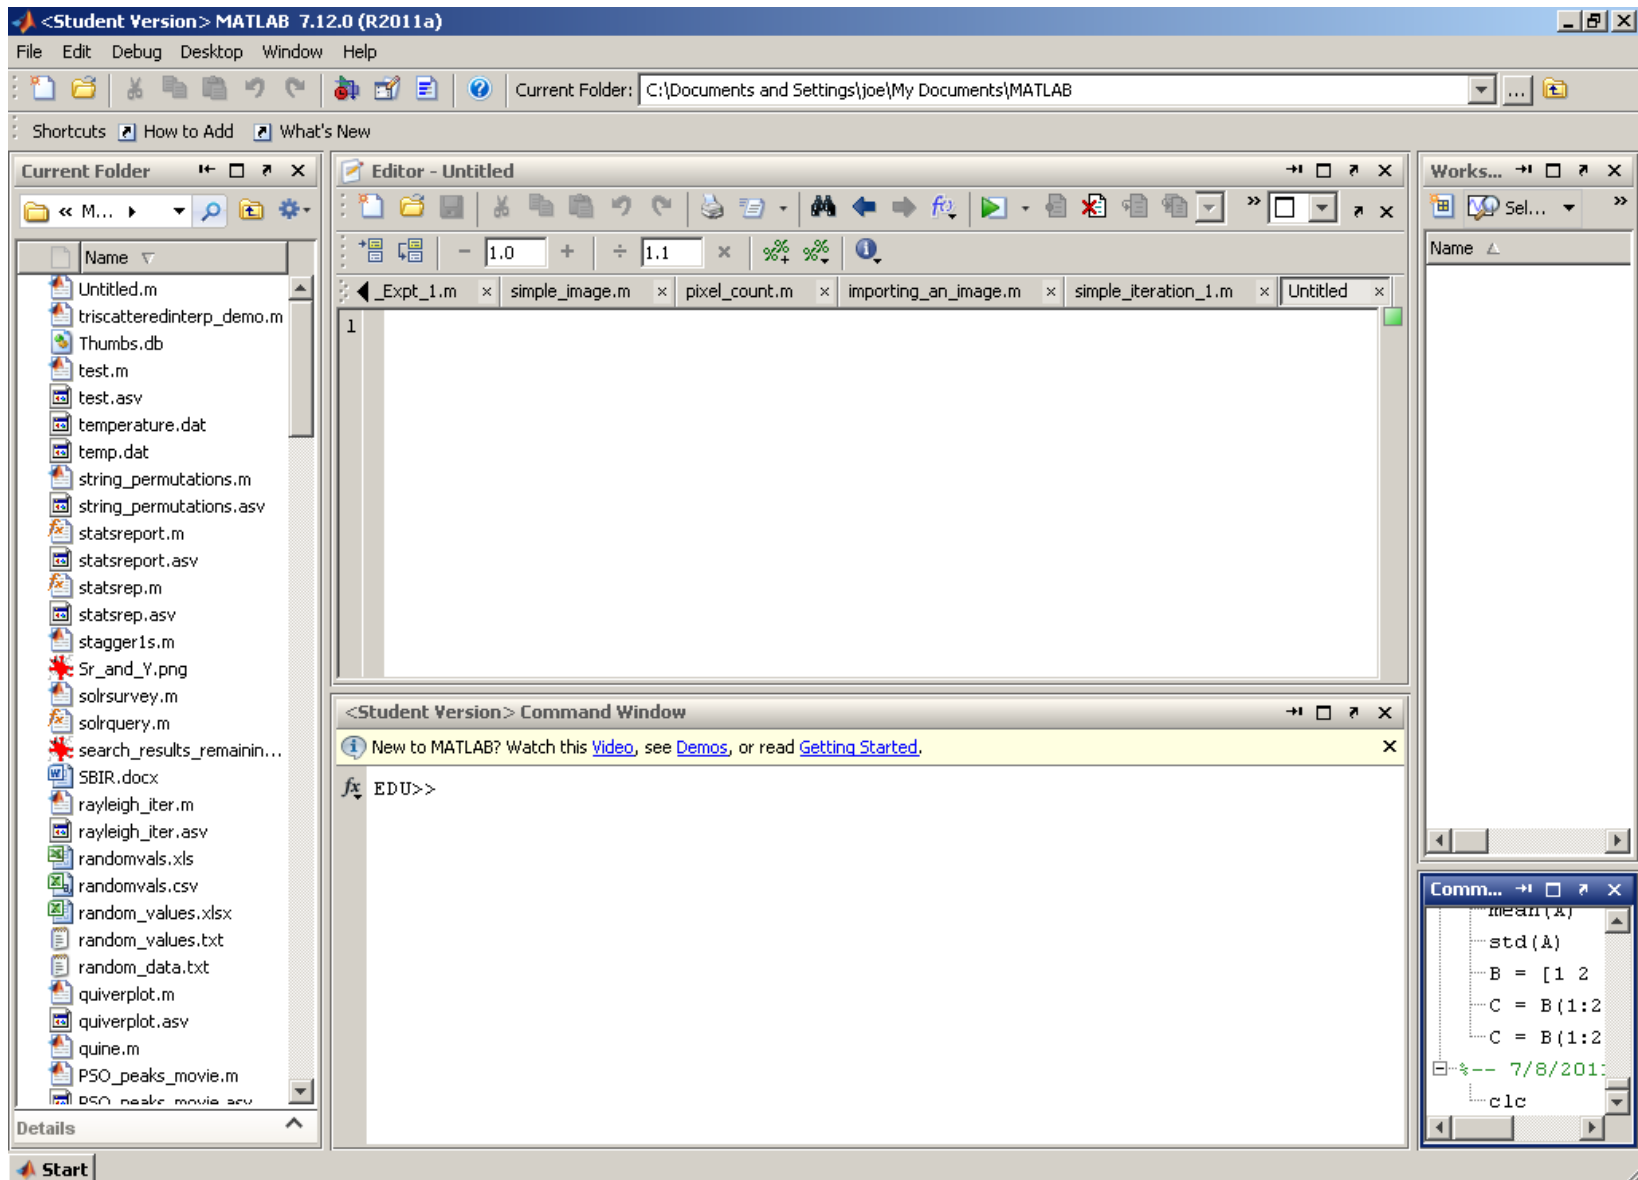 <Student Version> MATLAB 7.12.0 (R2011a)
File Edit Debug Desktop Window Help
Current Folder: C:\Documents and Settings\joe\My Documents\MATLAB
Shortcuts How to Add What's New
Current Folder
« M...
Name
Untitled.m
triscatteredinterp_demo.m
Thumbs.db
test.m
test.asv
temperature.dat
temp.dat
string_permutations.m
string_permutations.asv
statsreport.m
statsreport.asv
statsrep.m
statsrep.asv
stagger1s.m
Sr_and_Y.png
solrsurvey.m
solrquery.m
search_results_remainin...
SBIR.docx
rayleigh_iter.m
rayleigh_iter.asv
randomvals.xls
randomvals.csv
random_values.xlsx
random_values.txt
random_data.txt
quiverplot.m
quiverplot.asv
quine.m
PSO_peaks_movie.m
PSO_peaks_movie.asv
Details
Start
Editor - Untitled
1.0 1.1
_Expt_1.m simple_image.m pixel_count.m importing_an_image.m simple_iteration_1.m Untitled
1
<Student Version> Command Window
New to MATLAB? Watch this Video, see Demos, or read Getting Started.
fx EDU>>
Works...
Sel...
Name
Comm...
mean(A)
std(A)
B = [1 2
C = B(1:2
C = B(1:2
%-- 7/8/201
clc